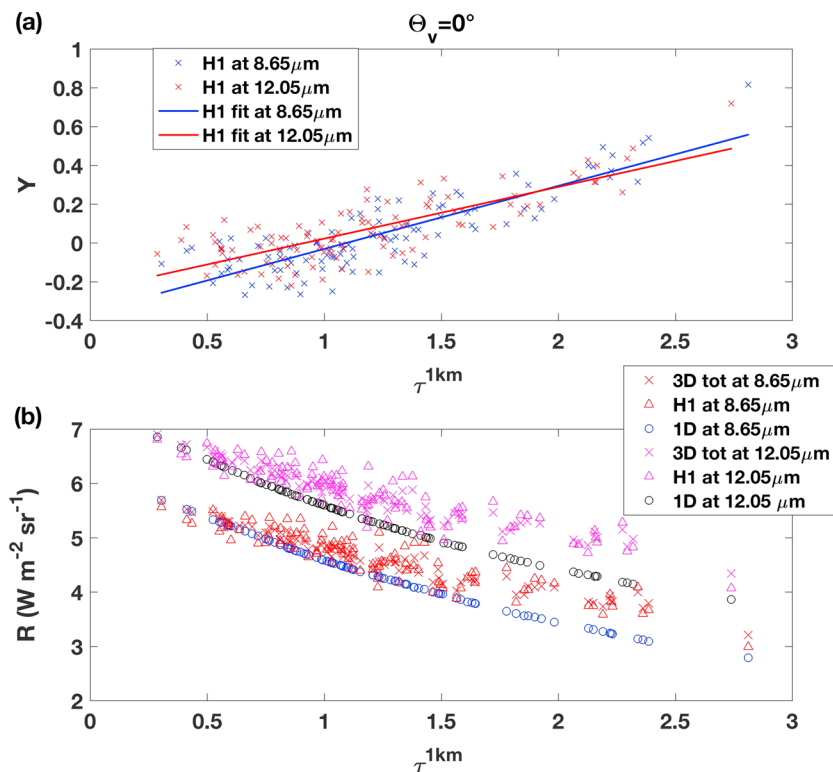 (a)
Θv=0°
1
0.8
0.6
0.4
0.2
0
-0.2
-0.4
Y
H1 at 8.65μm
H1 at 12.05μm
H1 fit at 8.65μm
H1 fit at 12.05μm
0 0.5 1 1.5 2 2.5 3
τ1km
(b)
7
6
5
4
3
2
R (W m-2 sr-1)
3D tot at 8.65μm
H1 at 8.65μm
1D at 8.65μm
3D tot at 12.05μm
H1 at 12.05μm
1D at 12.05 μm
0 0.5 1 1.5 2 2.5 3
τ1km